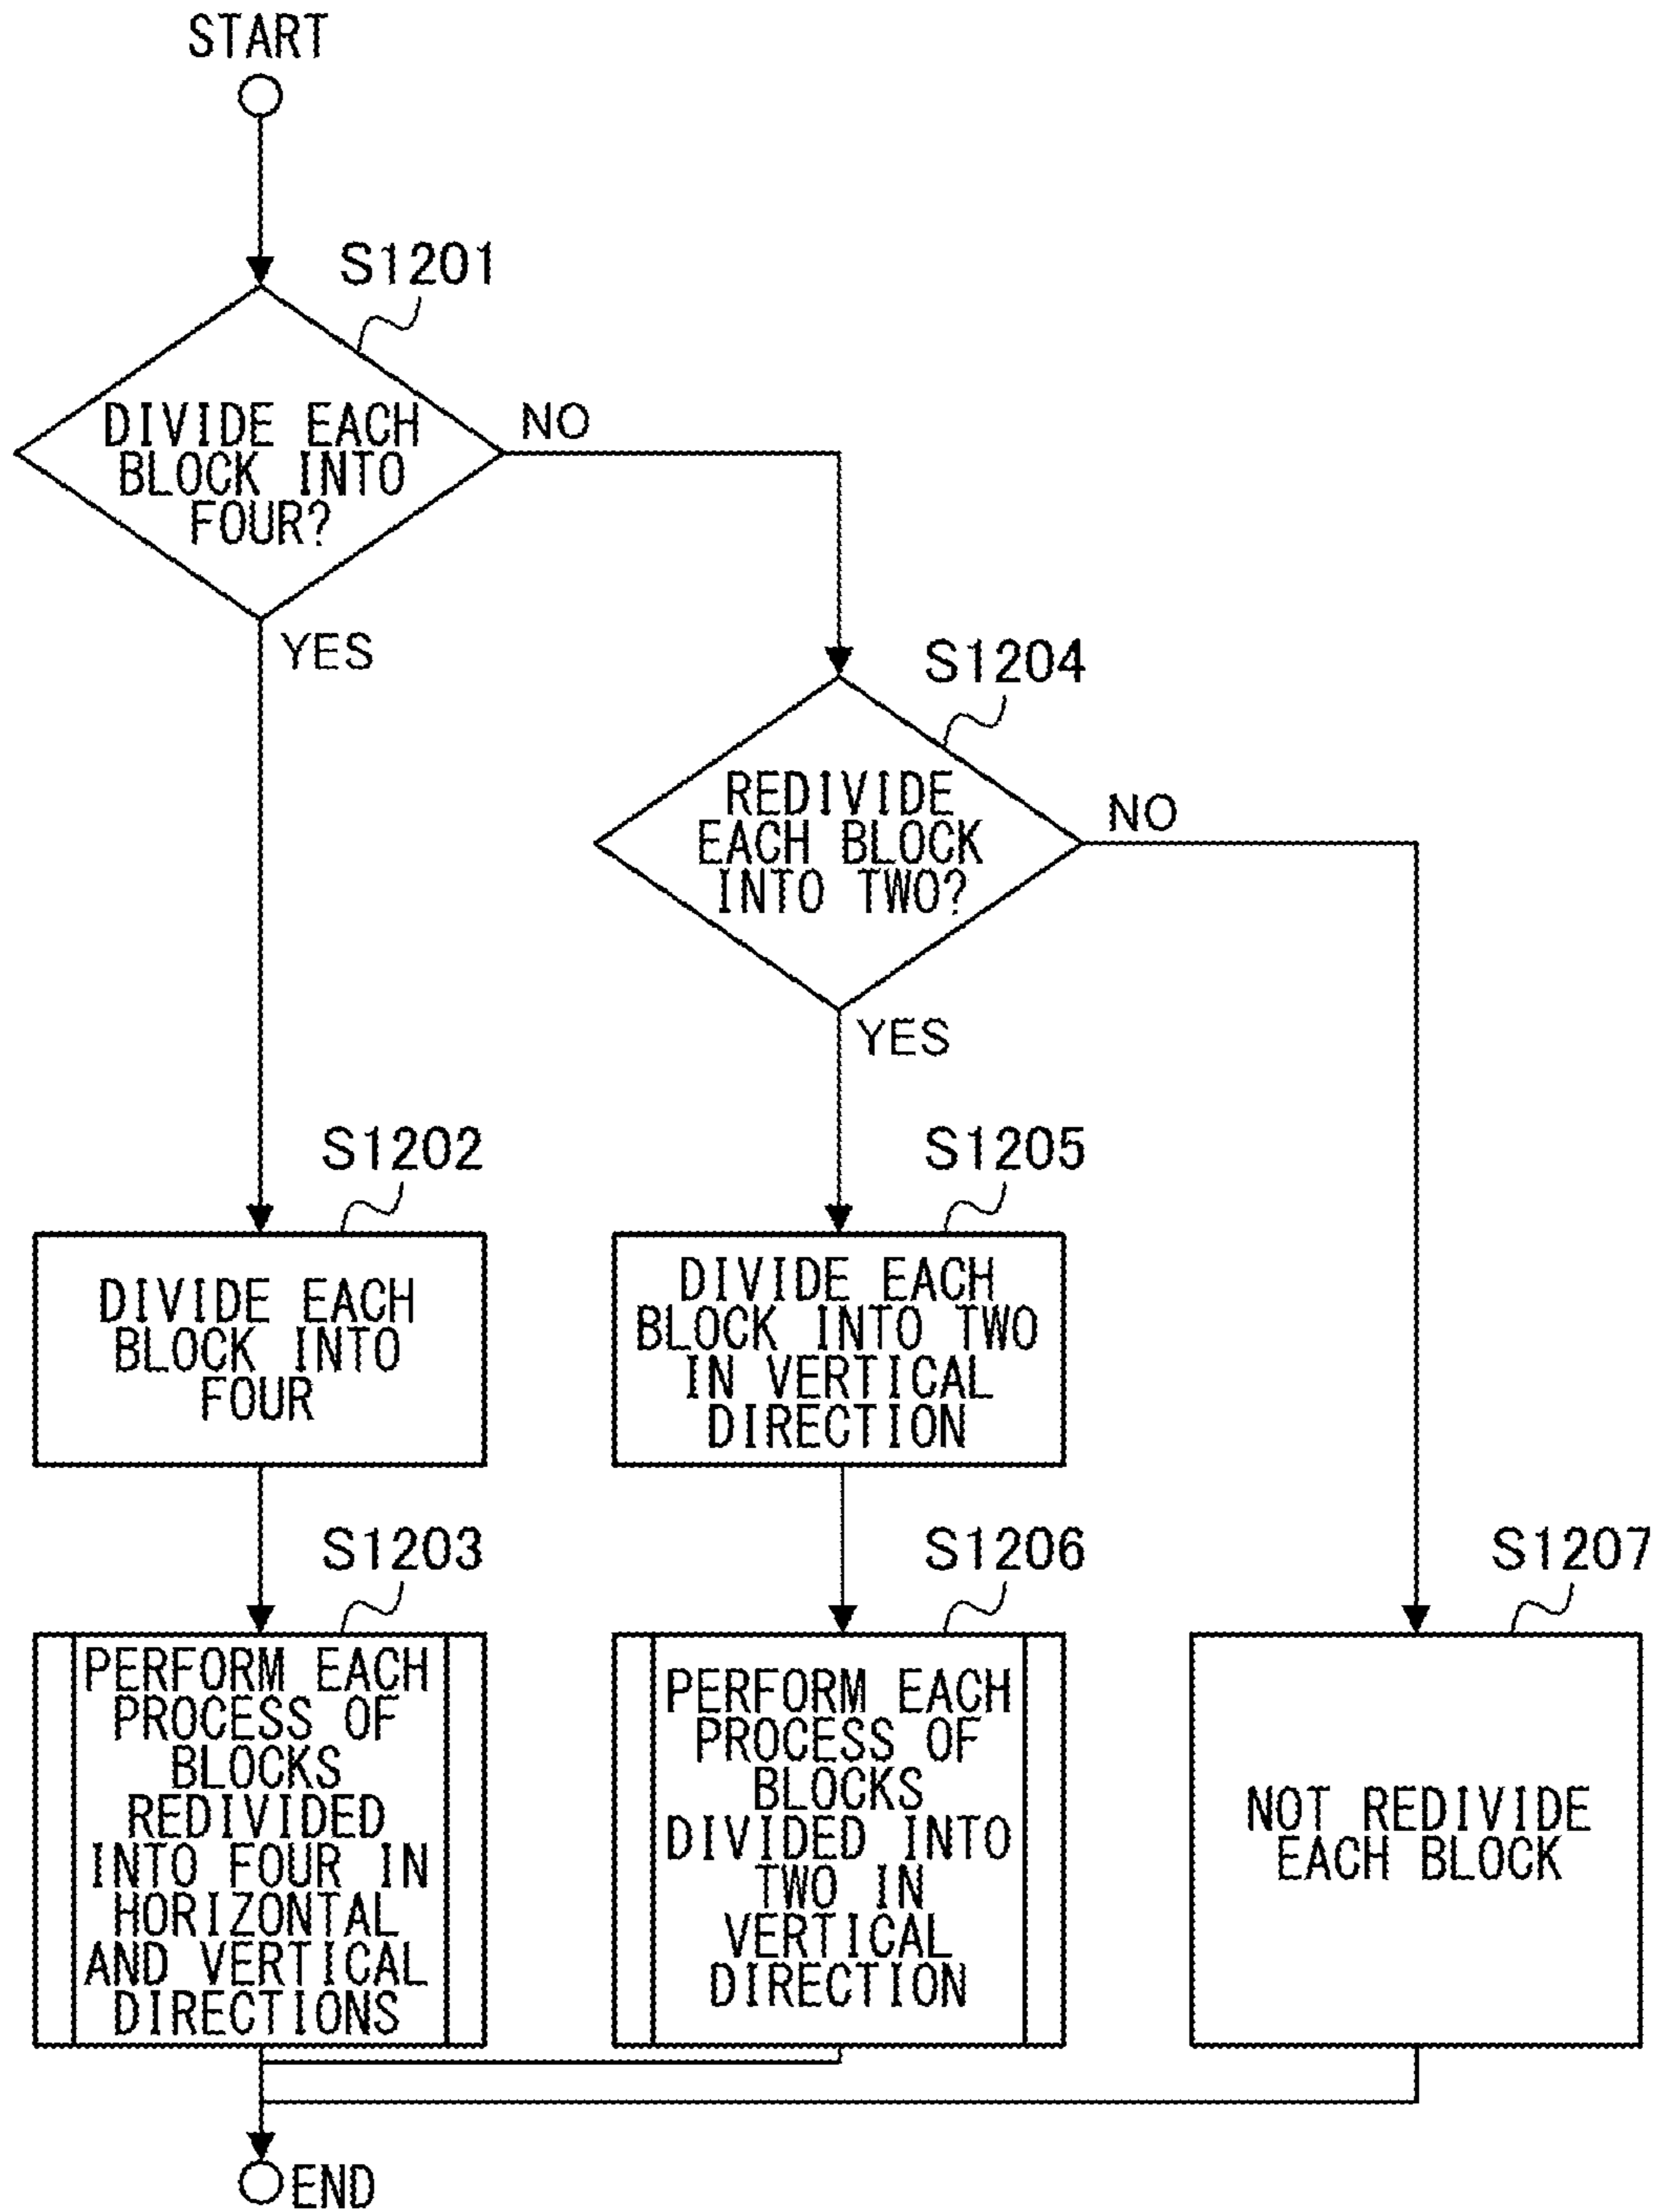 START
S1201
DIVIDE EACH
BLOCK INTO
FOUR?
NO
YES
S1204
REDIVIDE
EACH BLOCK
INTO TWO?
NO
YES
S1202
DIVIDE EACH
BLOCK INTO
FOUR
S1205
DIVIDE EACH
BLOCK INTO TWO
IN VERTICAL
DIRECTION
S1203
PERFORM EACH
PROCESS OF
BLOCKS
REDIVIDED
INTO FOUR IN
HORIZONTAL
AND VERTICAL
DIRECTIONS
S1206
PERFORM EACH
PROCESS OF
BLOCKS
DIVIDED INTO
TWO IN
VERTICAL
DIRECTION
S1207
NOT REDIVIDE
EACH BLOCK
END